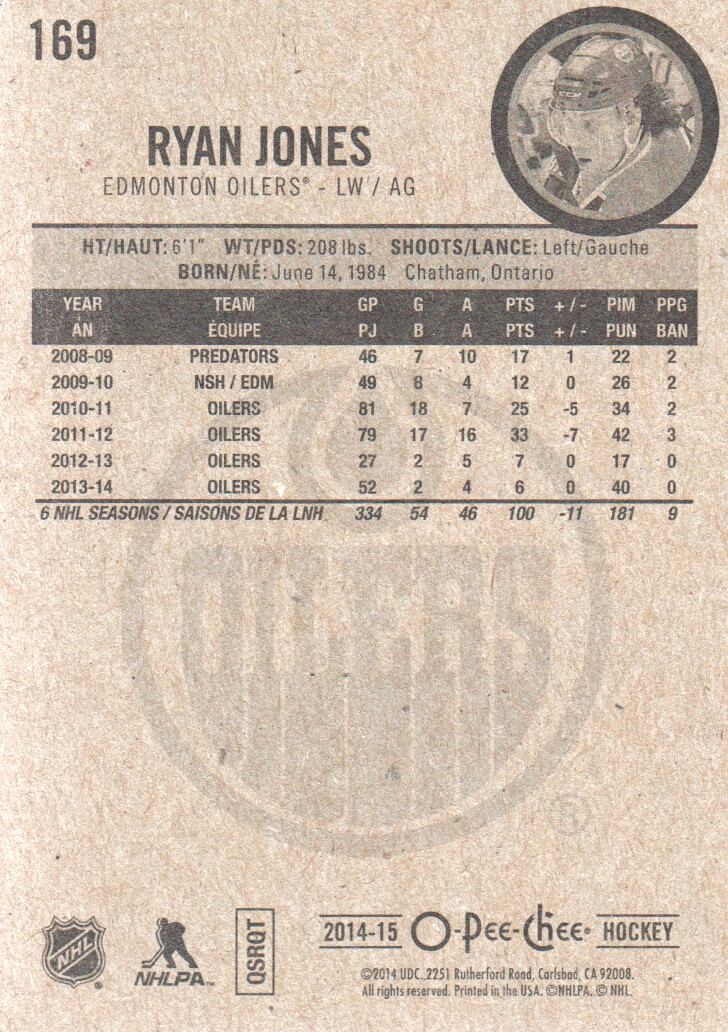 169
RYAN JONES
EDMONTON OILERS® - LW / AG
HT/HAUT: 6'1" WT/PDS: 208 lbs. SHOOTS/LANCE: Left/Gauche
BORN/NÉ: June 14, 1984 Chatham, Ontario
YEAR TEAM GP G A PTS +/- PIM PPG
AN ÉQUIPE PJ B A PTS +/- PUN BAN
2008-09 PREDATORS 46 7 10 17 1 22 2
2009-10 NSH / EDM 49 8 4 12 0 26 2
2010-11 OILERS 81 18 7 25 -5 34 2
2011-12 OILERS 79 17 16 33 -7 42 3
2012-13 OILERS 27 2 5 7 0 17 0
2013-14 OILERS 52 2 4 6 0 40 0
6 NHL SEASONS / SAISONS DE LA LNH 334 54 46 100 -11 181 9
OILERS
®
NHL
®
NHLPA™
QSRQT
2014-15 O-Pee-Chee® HOCKEY
©2014 UDC. 2251 Rutherford Road, Carlsbad, CA 92008.
All rights reserved. Printed in the USA. ©NHLPA. © NHL.